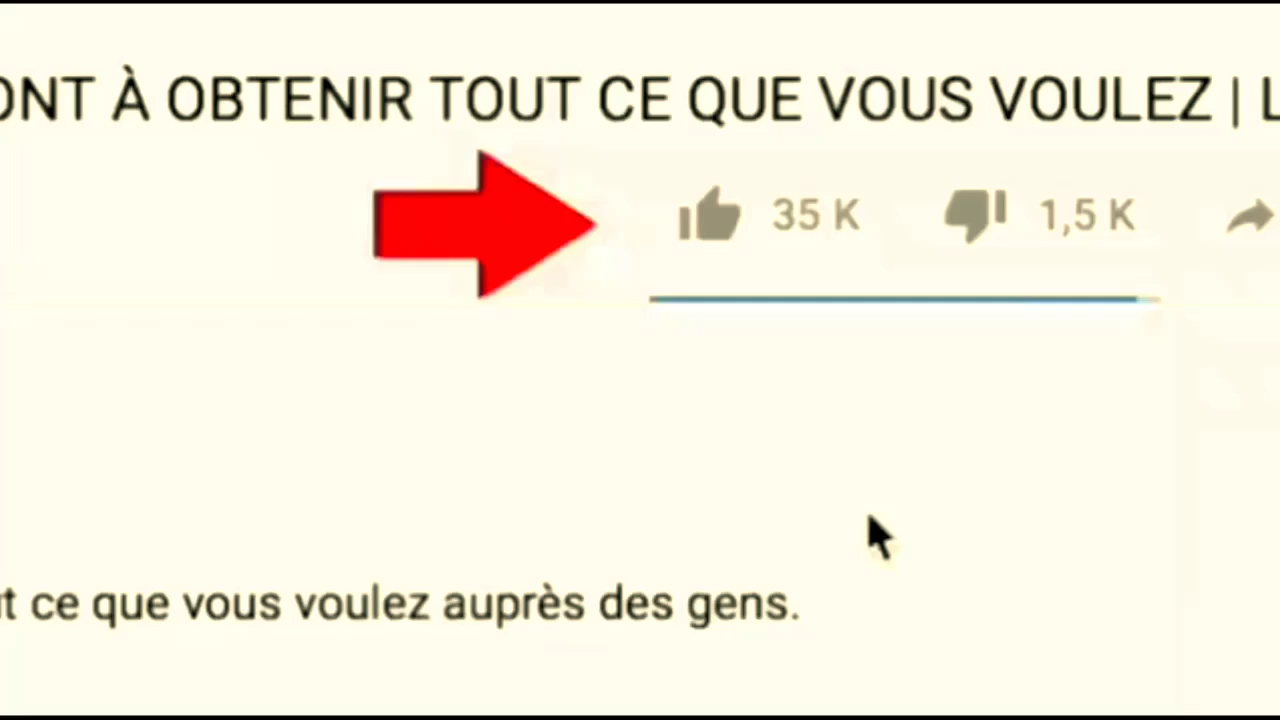 ONT À OBTENIR TOUT CE QUE VOUS VOULEZ | L
35 K 1,5 K
t ce que vous voulez auprès des gens.